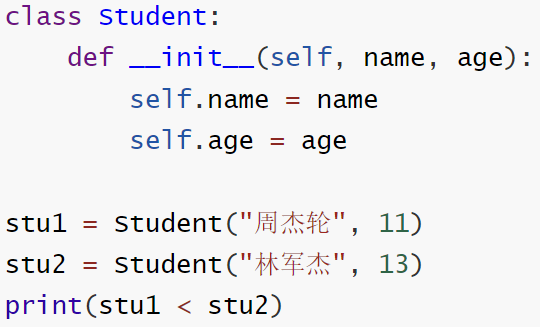 class Student:
    def __init__(self, name, age):
        self.name = name
        self.age = age

stu1 = Student("周杰轮", 11)
stu2 = Student("林军杰", 13)
print(stu1 < stu2)